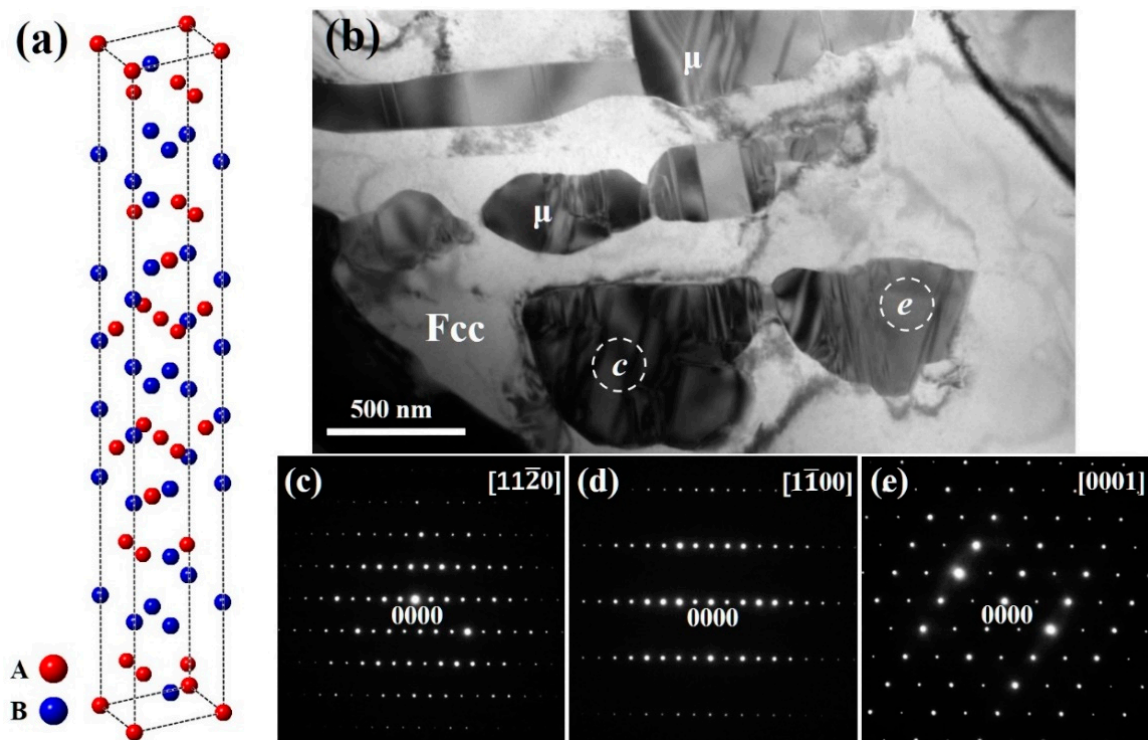 (a)
A
B
(b)
μ
μ
Fcc
c
e
500 nm
(c)
[112̄0]
0000
(d)
[11̄00]
0000
(e)
[0001]
0000